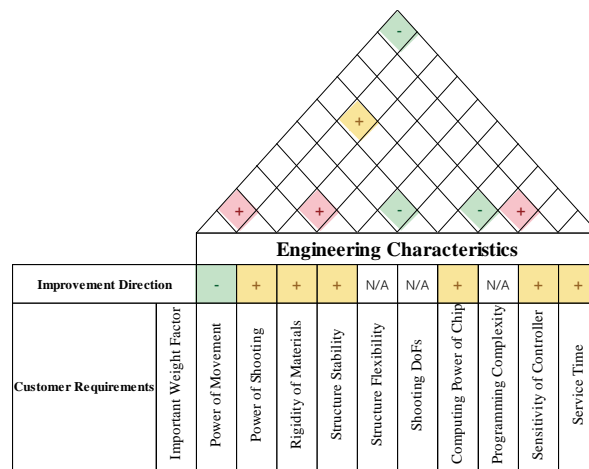 -
+
+ + - - +
Engineering Characteristics
Improvement Direction - + + + N/A N/A + N/A + +
Customer Requirements
Important Weight Factor
Power of Movement
Power of Shooting
Rigidity of Materials
Structure Stability
Structure Flexibility
Shooting DoFs
Computing Power of Chip
Programming Complexity
Sensitivity of Controller
Service Time